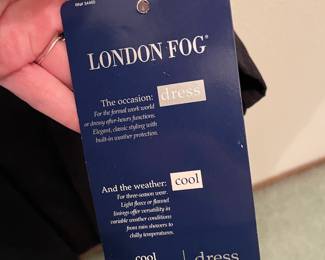 LONDON FOG®
The occasion: dress
For the formal work world
or dressy after-hours functions.
Elegant, classic styling with
built-in weather protection.
And the weather: cool
For three-season wear.
Light fleece or flannel
linings offer versatility in
variable weather conditions
from rain showers to
chilly temperatures.
cool | dress